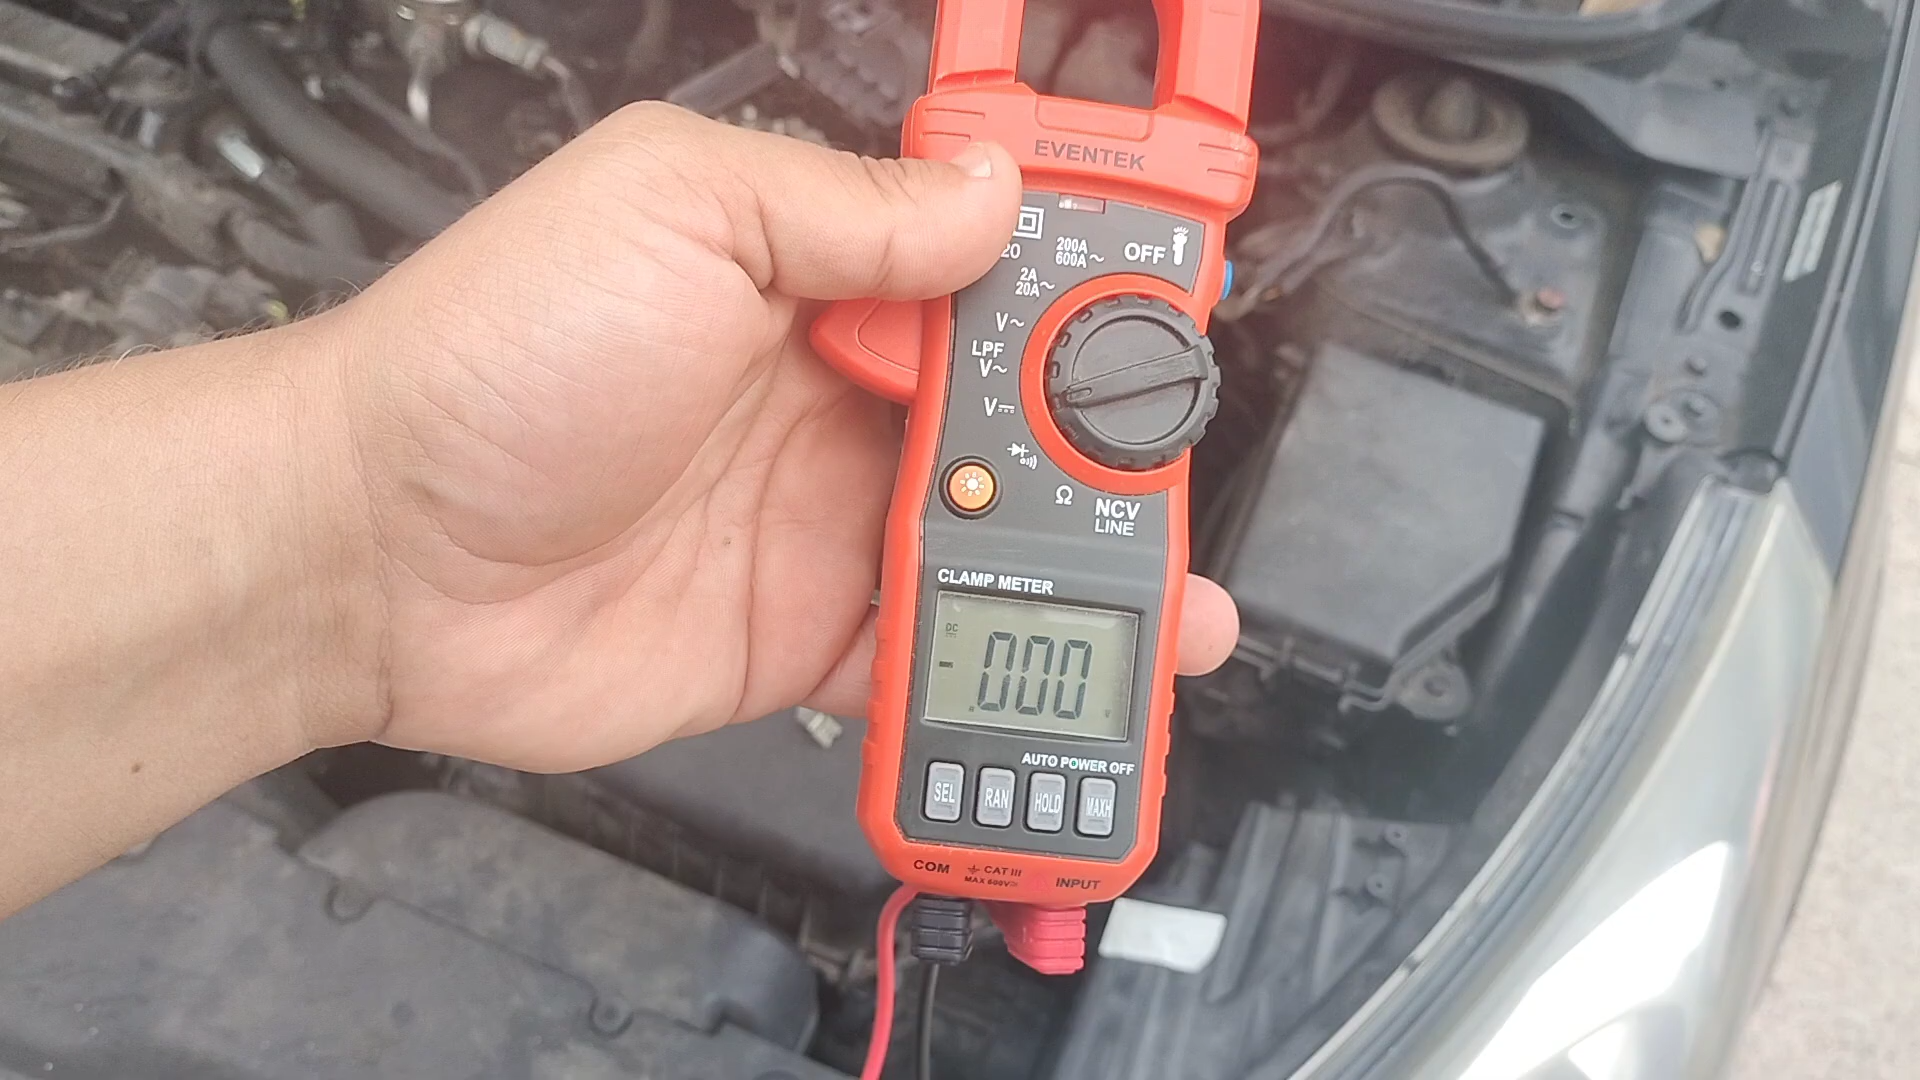 EVENTEK
20
200A
600A~
OFF
2A
20A~
V~
LPF
V~
V
Ω
NCV
LINE
CLAMP METER
DC
000
AUTO POWER OFF
SEL
RAN
HOLD
MAXH
COM
CAT III
MAX 600V
INPUT